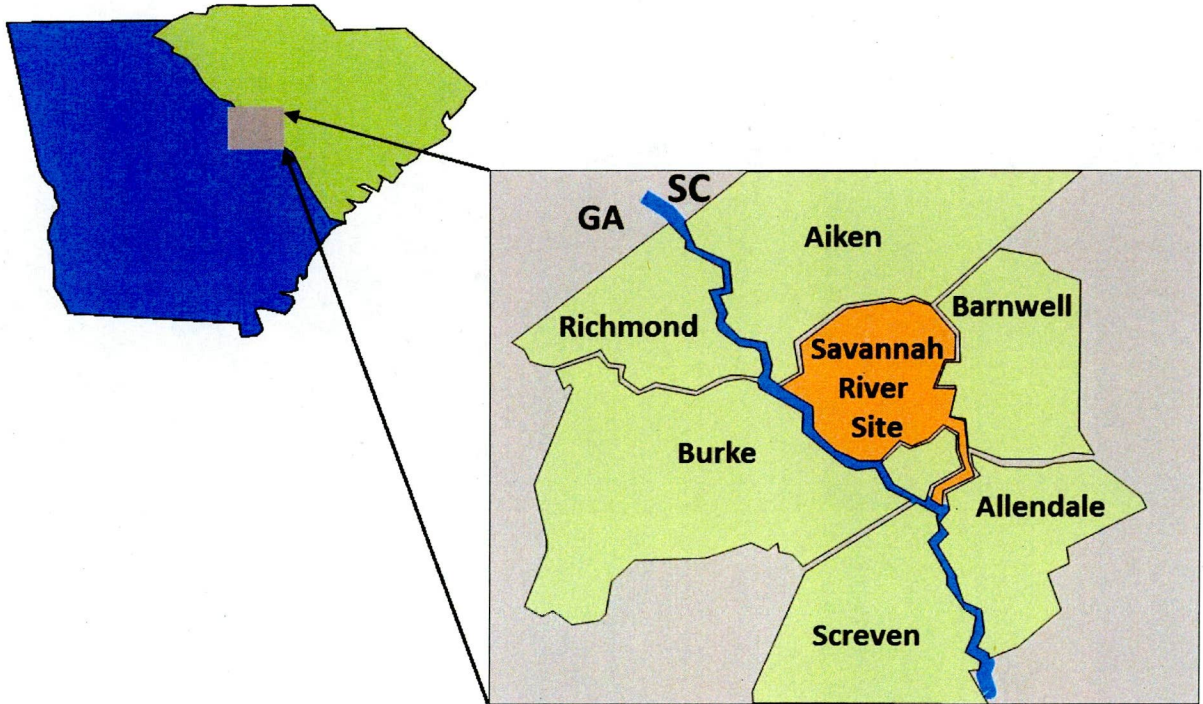 SC
GA
Aiken
Barnwell
Richmond
Savannah
River
Site
Burke
Allendale
Screven